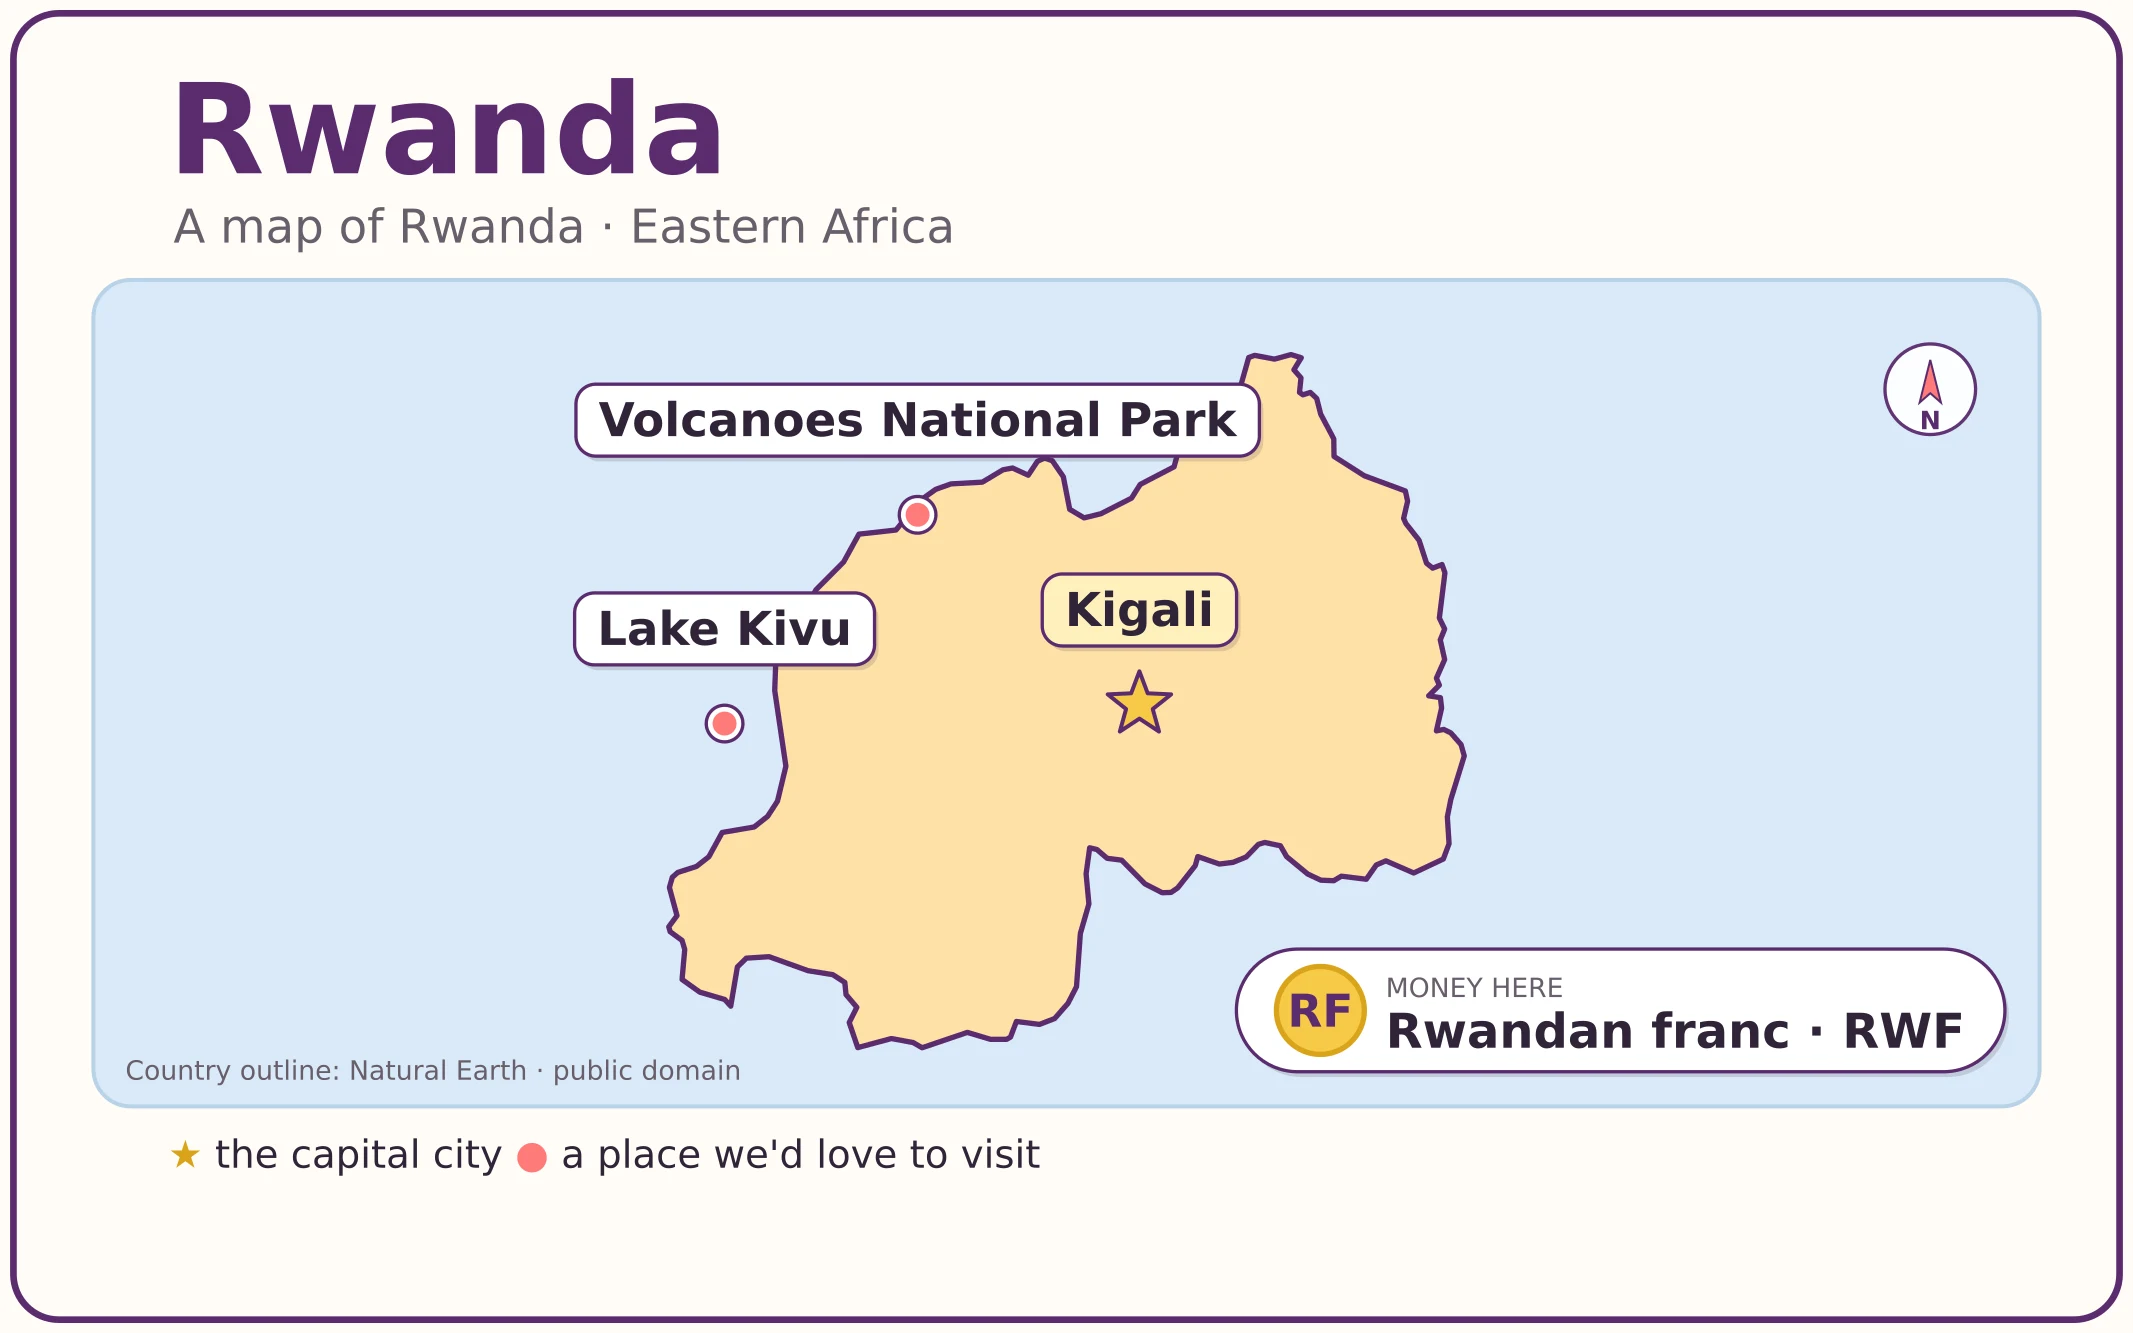 Rwanda
A map of Rwanda · Eastern Africa
Volcanoes National Park
N
Lake Kivu
Kigali
RF
MONEY HERE
Rwandan franc · RWF
Country outline: Natural Earth · public domain
★ the capital city ● a place we'd love to visit